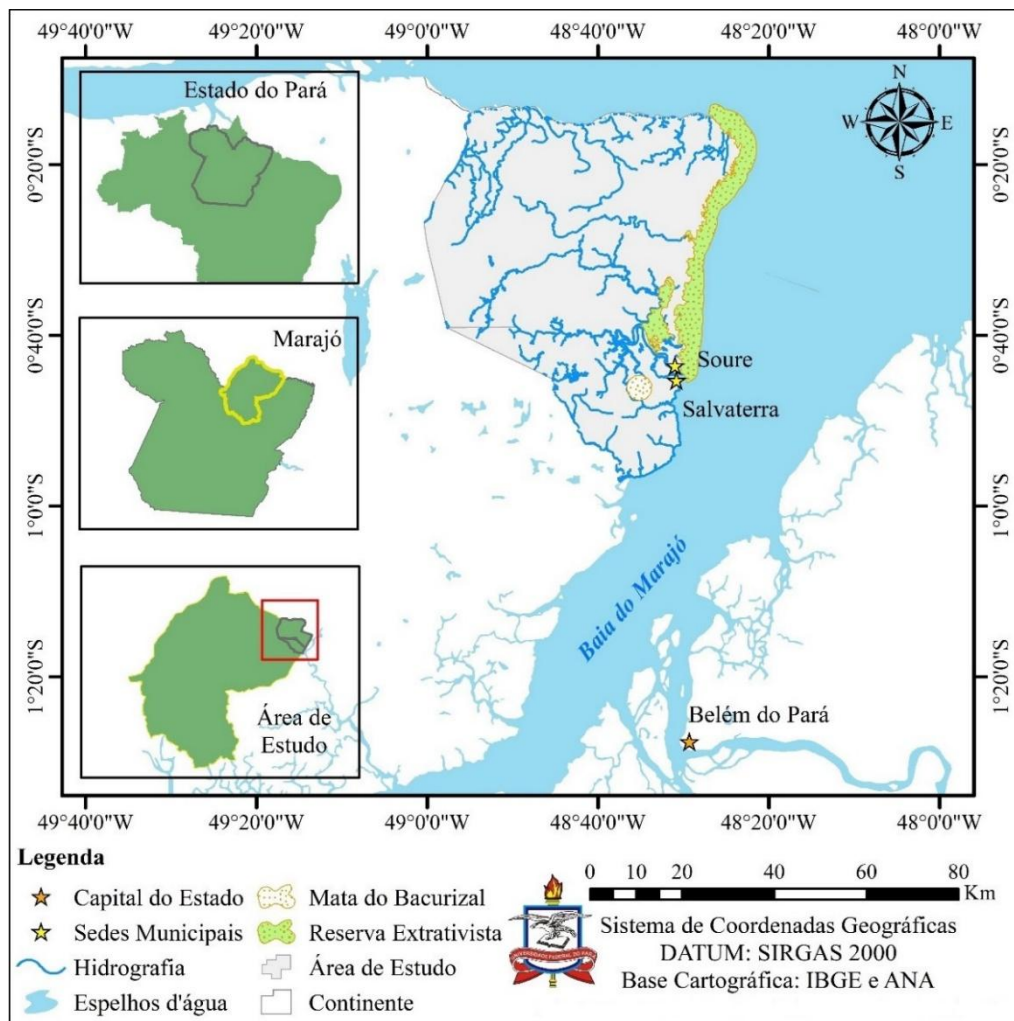 49°40'0"W 49°20'0"W 49°0'0"W 48°40'0"W 48°20'0"W 48°0'0"W
Estado do Pará
N
W E
S
0°20'0"S
0°20'0"S
Marajó
0°40'0"S
0°40'0"S
Soure
Salvaterra
1°0'0"S
1°0'0"S
Baia do Marajó
Área de
Estudo
1°20'0"S
1°20'0"S
Belém do Pará
49°40'0"W 49°20'0"W 49°0'0"W 48°40'0"W 48°20'0"W 48°0'0"W
Legenda
Capital do Estado
Sedes Municipais
Hidrografia
Espelhos d'água
Mata do Bacurizal
Reserva Extrativista
Área de Estudo
Continente
UNIVERSIDADE FEDERAL DO PARÁ
0 10 20 40 60 80
Km
Sistema de Coordenadas Geográficas
DATUM: SIRGAS 2000
Base Cartográfica: IBGE e ANA